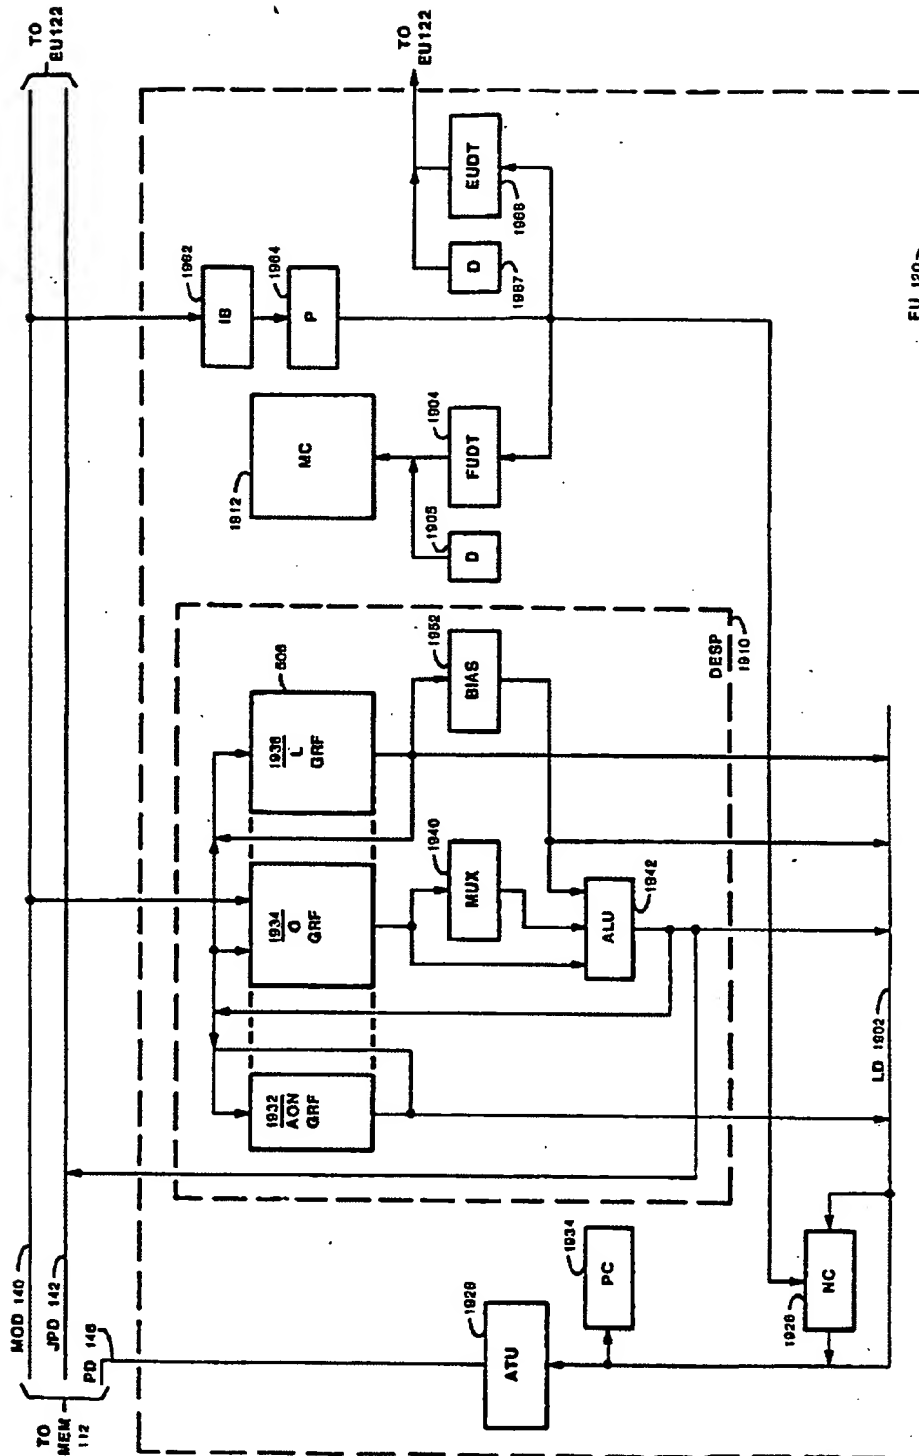 TO
EU122
MOD 140
JPD 142
PD 146
TO
MEM
112
TO
EU122
1962
IB
1964
P
1912
MC
1904
FUDT
1905
D
EUDT
1968
D
1967
506
1932
AON
GRF
1934
O
GRF
1936
L
GRF
1952
BIAS
1940
MUX
1942
ALU
DESP
1910
1928
ATU
1934
PC
NC
1926
LD 1902